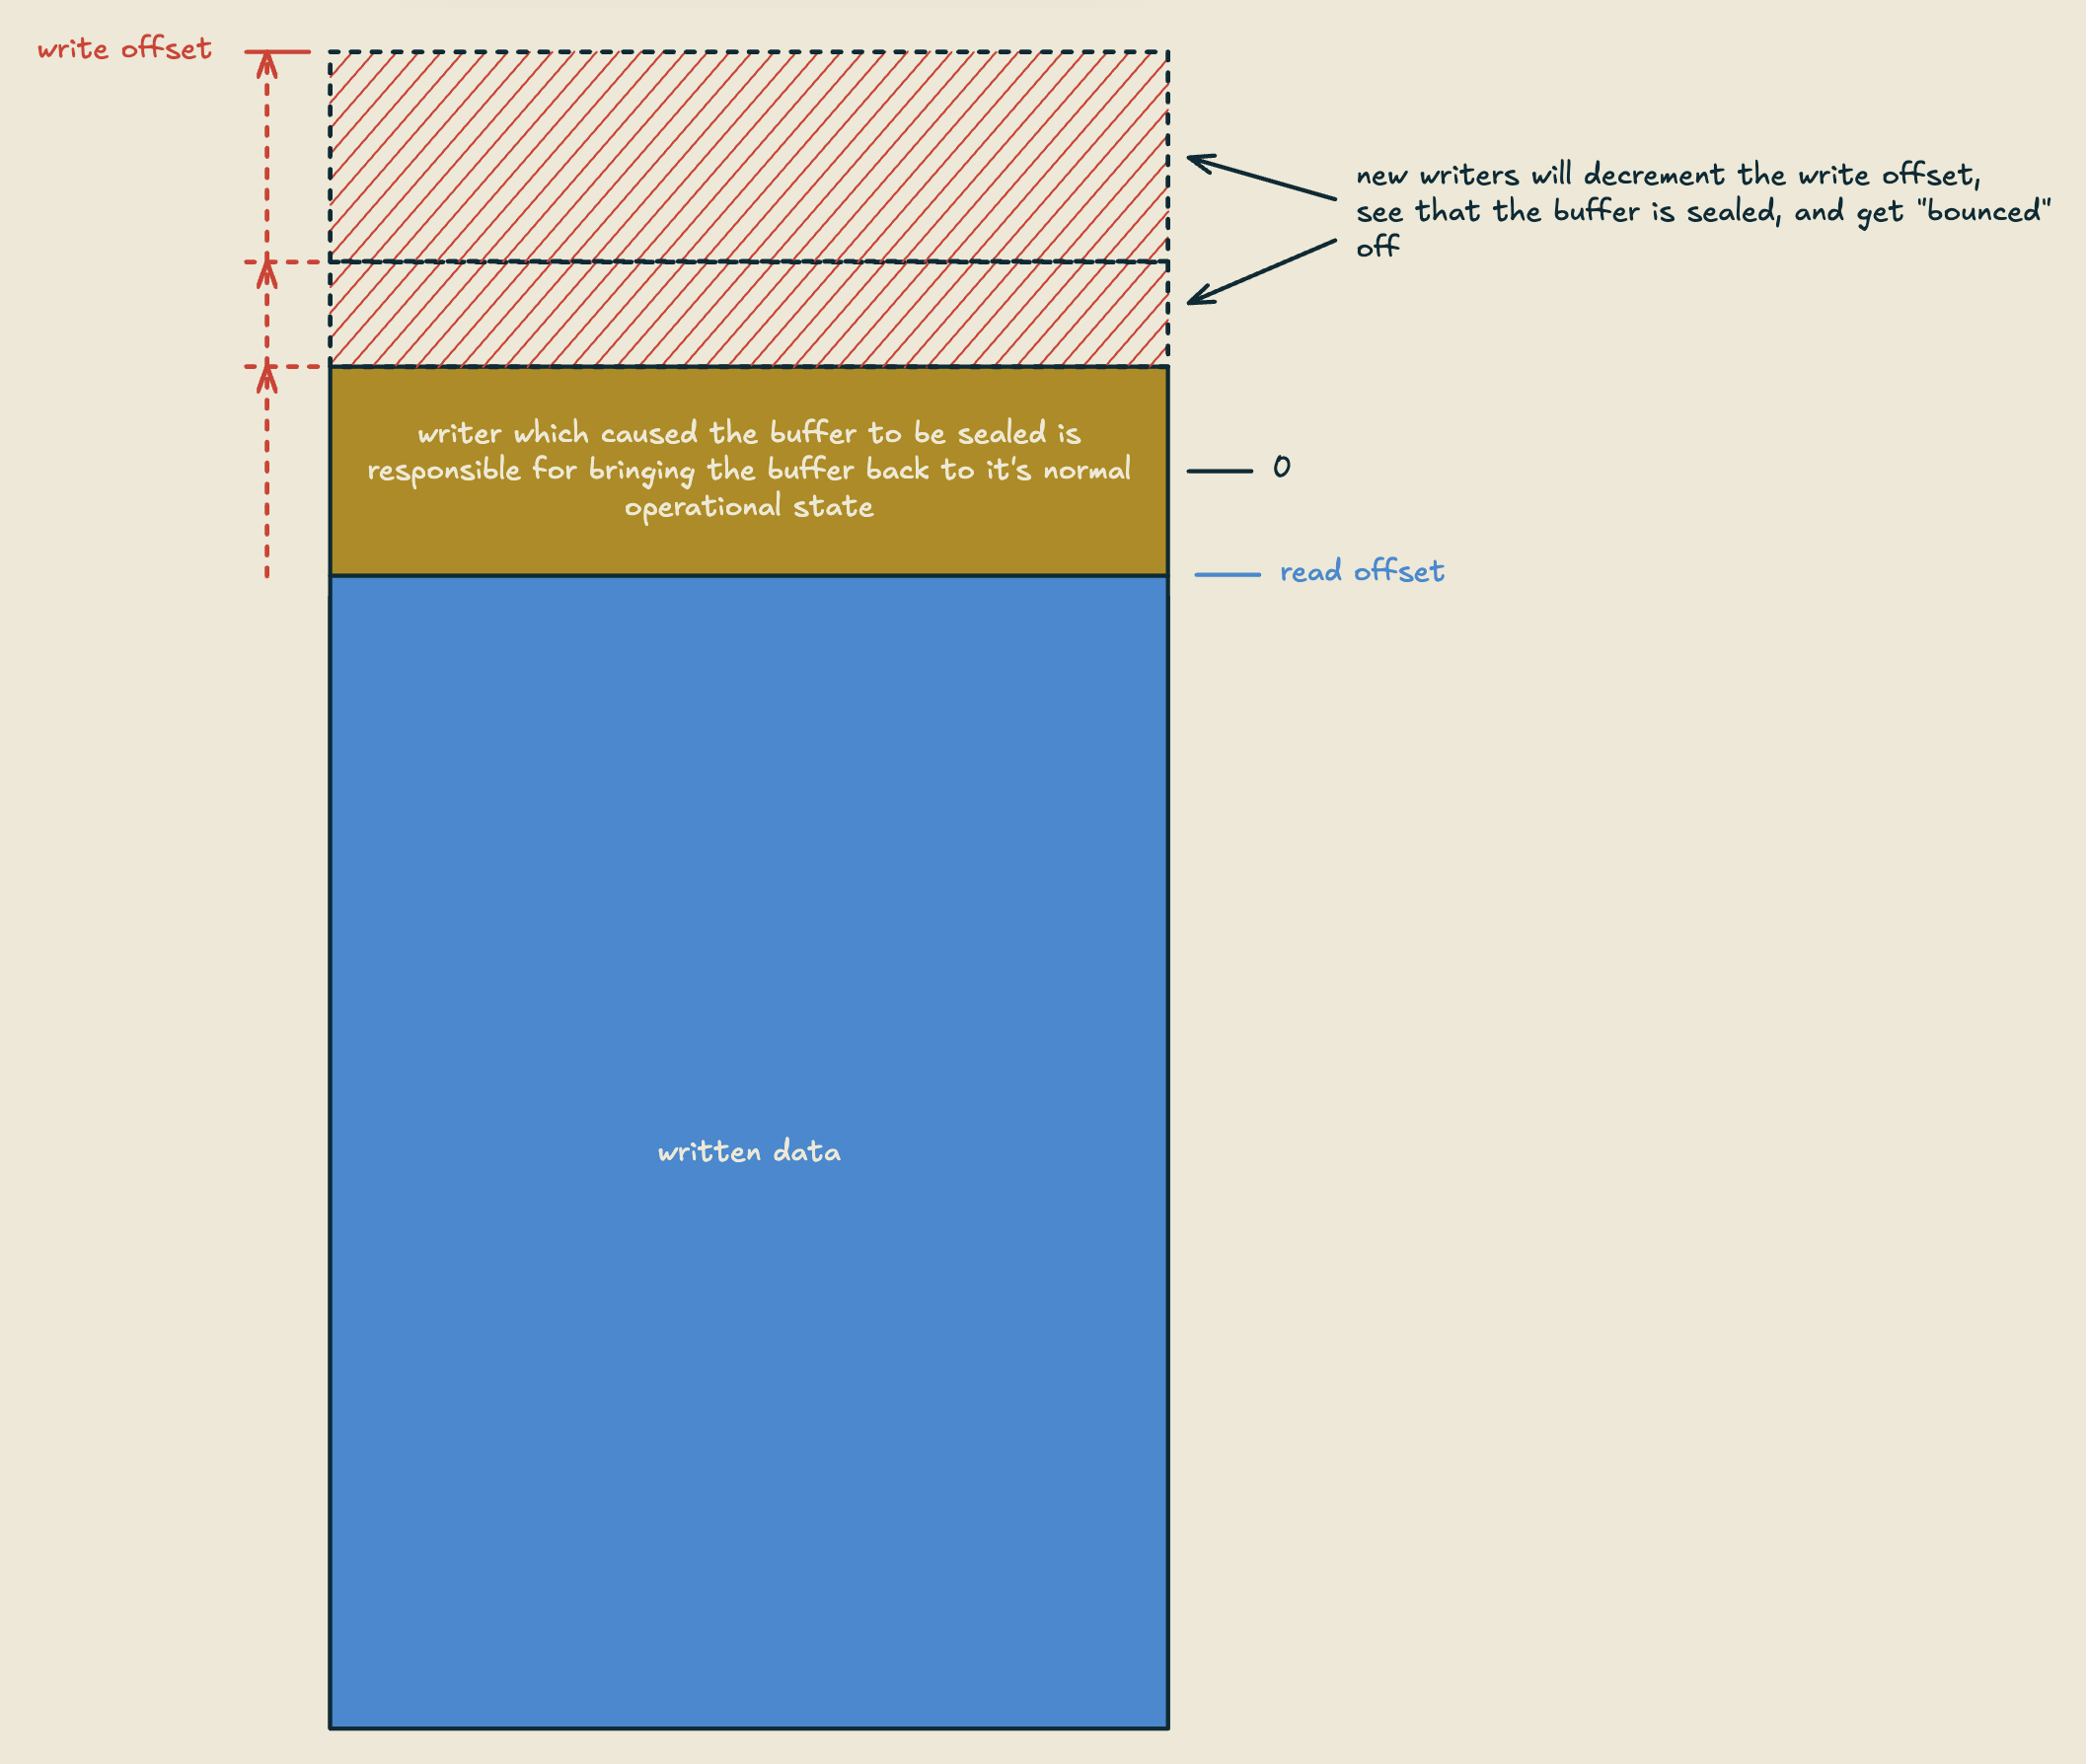 write offset
new writers will decrement the write offset,
see that the buffer is sealed, and get "bounced"
off
writer which caused the buffer to be sealed is
responsible for bringing the buffer back to it's normal
operational state
0
read offset
written data